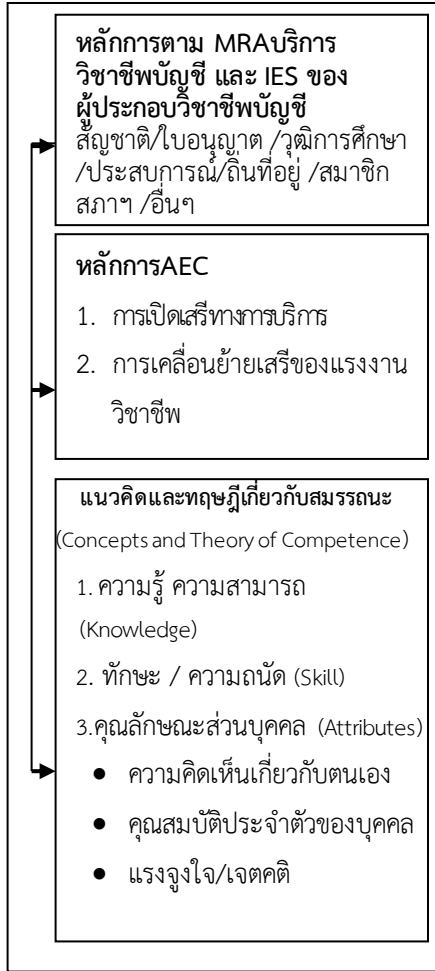 หลักการตาม MRAบริการ
วิชาชีพบัญชี และ IES ของ
ผู้ประกอบวิชาชีพบัญชี
สัญชาติ/ใบอนุญาต /วุฒิการศึกษา
/ประสบการณ์/ถิ่นที่อยู่ /สมาชิก
สภาฯ /อื่นๆ
หลักการAEC
1. การเปิดเสรีทางการบริการ
2. การเคลื่อนย้ายเสรีของแรงงาน
วิชาชีพ
แนวคิดและทฤษฎีเกี่ยวกับสมรรถนะ
(Concepts and Theory of Competence)
1. ความรู้ ความสามารถ
(Knowledge)
2. ทักษะ / ความถนัด (Skill)
3.คุณลักษณะส่วนบุคคล (Attributes)
● ความคิดเห็นเกี่ยวกับตนเอง
● คุณสมบัติประจำตัวของบุคคล
● แรงจูงใจ/เจตคติ